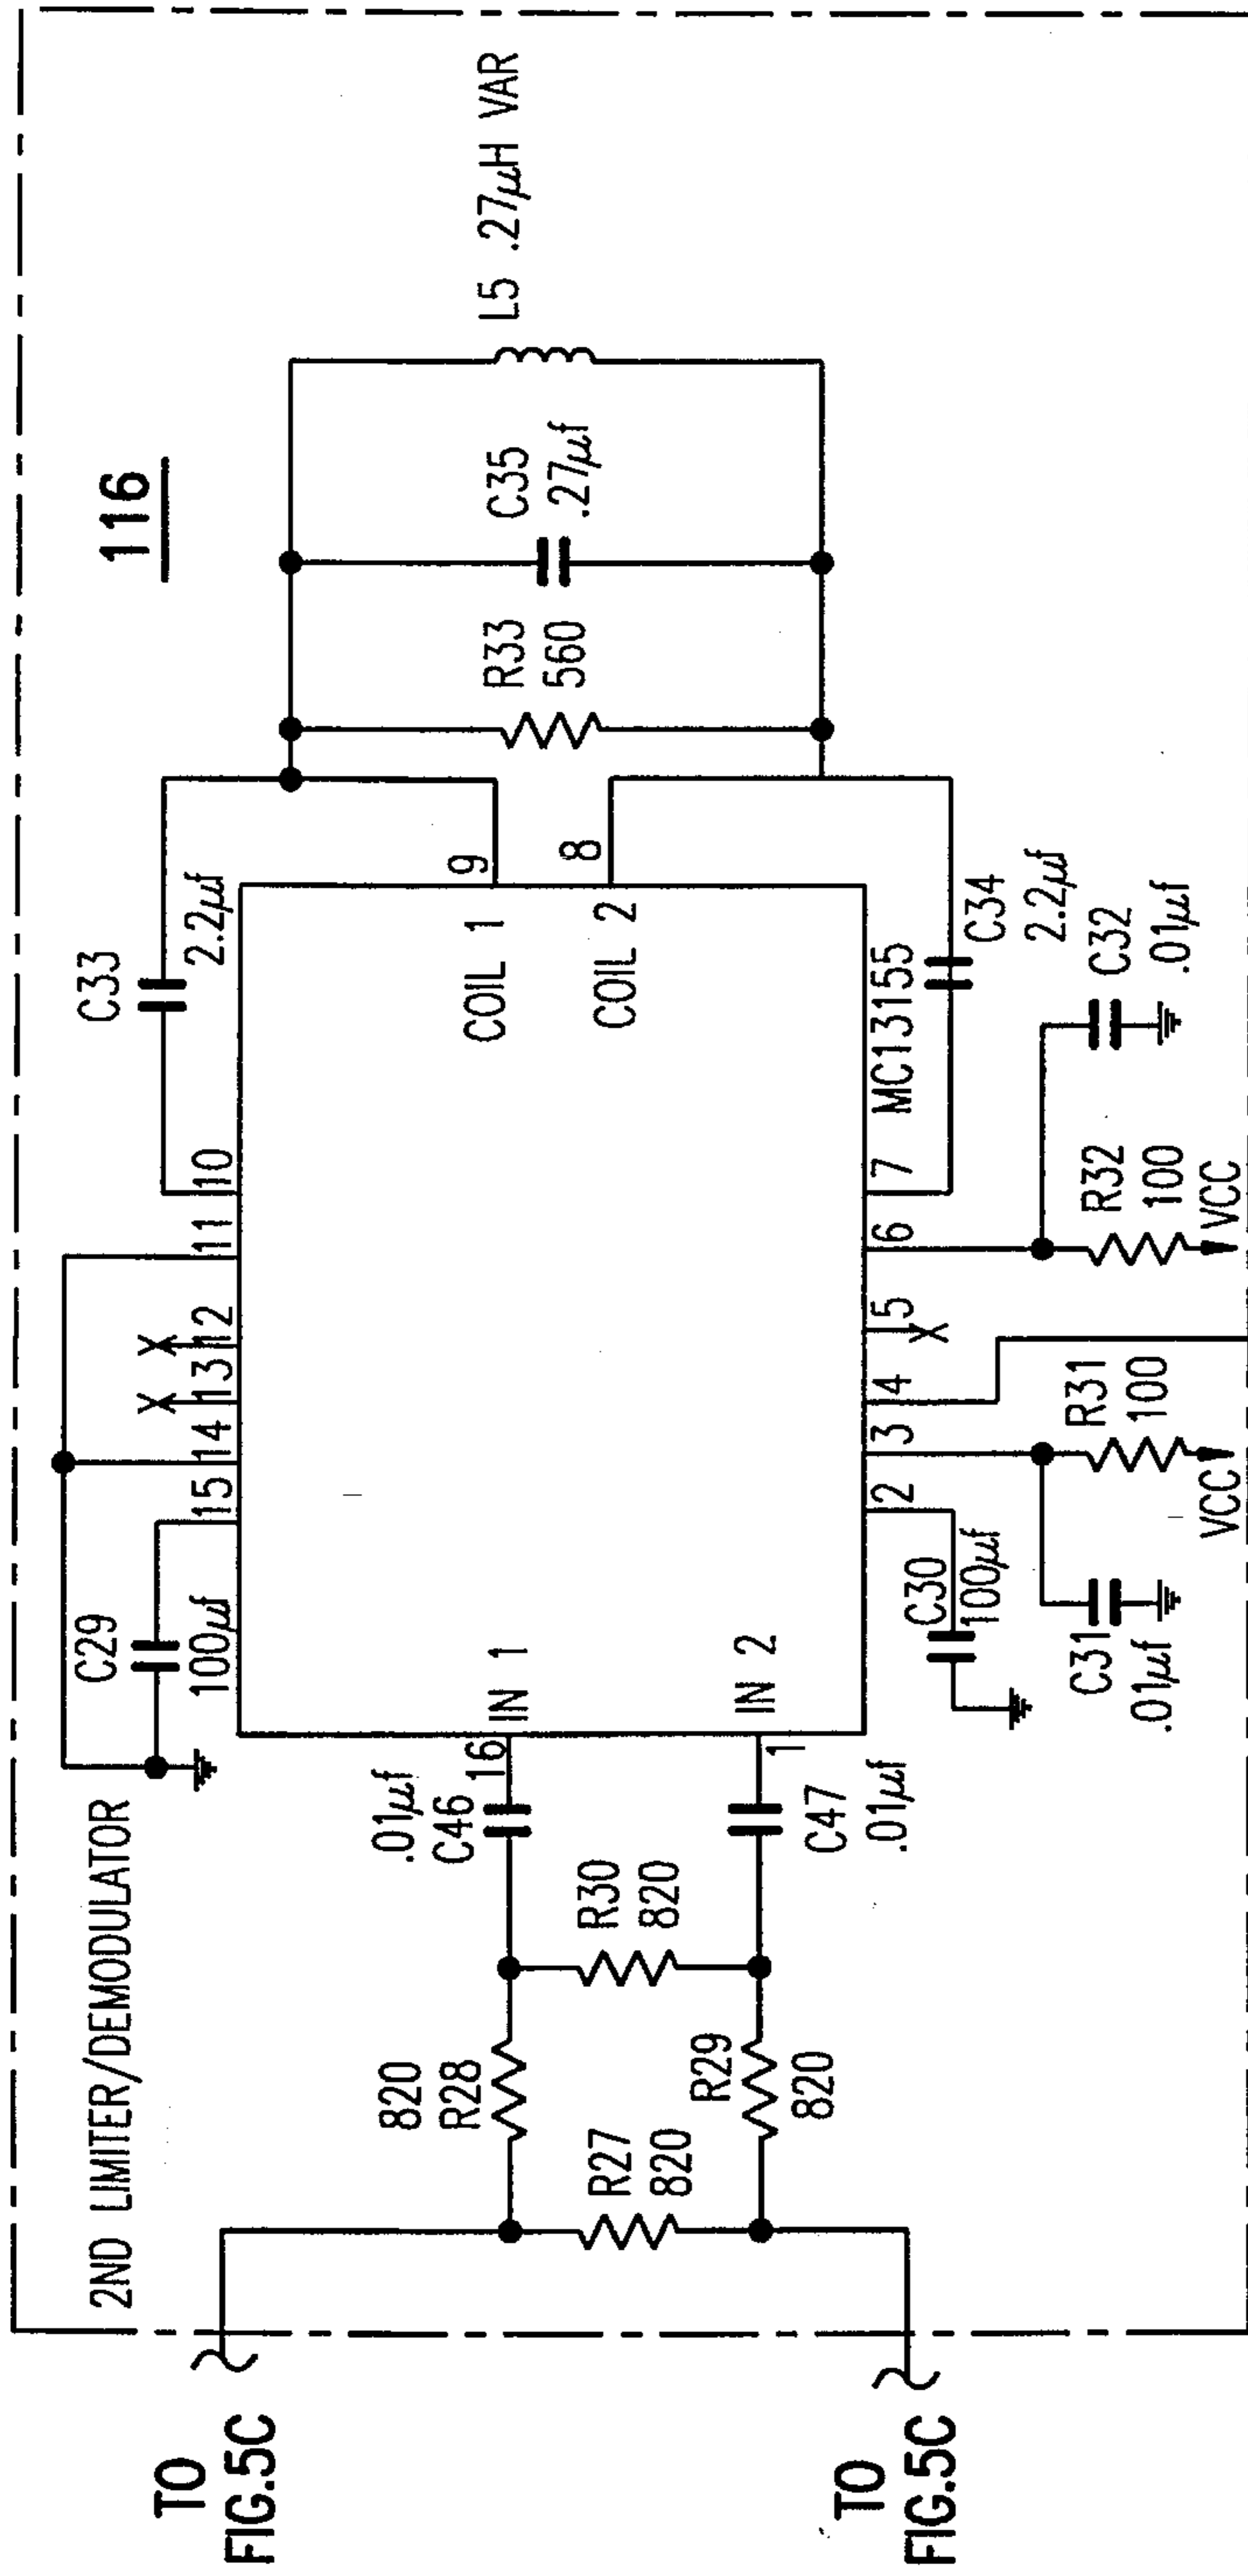 116
2ND LIMITER/DEMODULATOR
C29
100µf
15
14
13
12
11
10
C33
2.2µf
TO
FIG.5C
820
R28
R27
820
R29
820
R30
820
.01µf
C46
16
IN 1
IN 2
1
C47
.01µf
COIL 1
9
COIL 2
8
R33
560
C35
.27µf
L5 .27µH VAR
TO
FIG.5C
2
3
4
5
6
7
MC13155
C30
100µf
C31
.01µf
R31
100
VCC
R32
100
VCC
C34
2.2µf
C32
.01µf